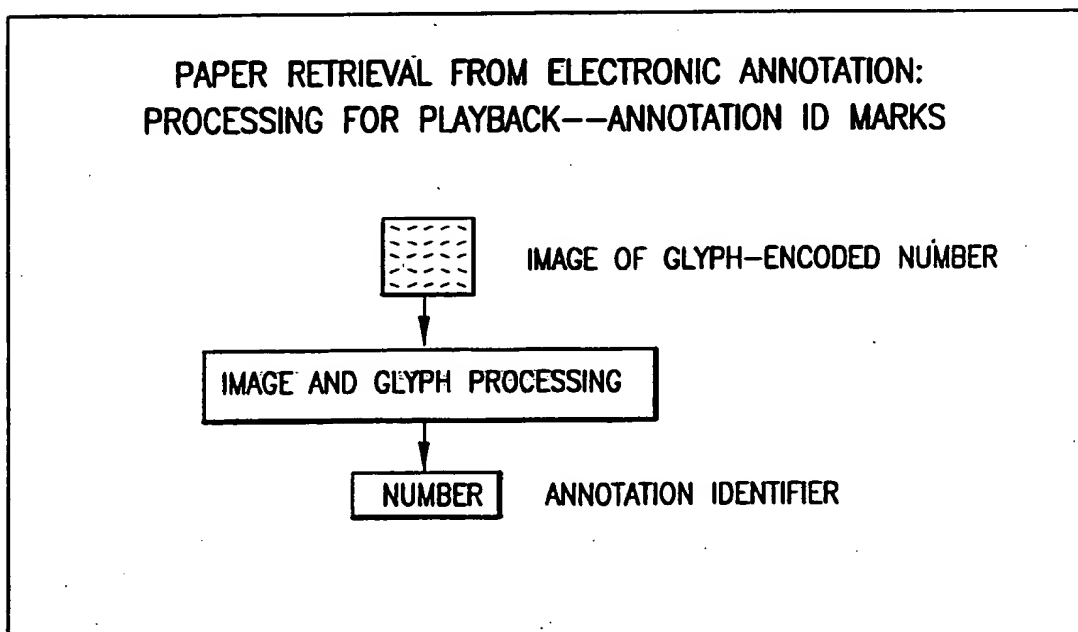 PAPER RETRIEVAL FROM ELECTRONIC ANNOTATION:
PROCESSING FOR PLAYBACK--ANNOTATION ID MARKS
IMAGE OF GLYPH-ENCODED NUMBER
IMAGE AND GLYPH PROCESSING
NUMBER ANNOTATION IDENTIFIER